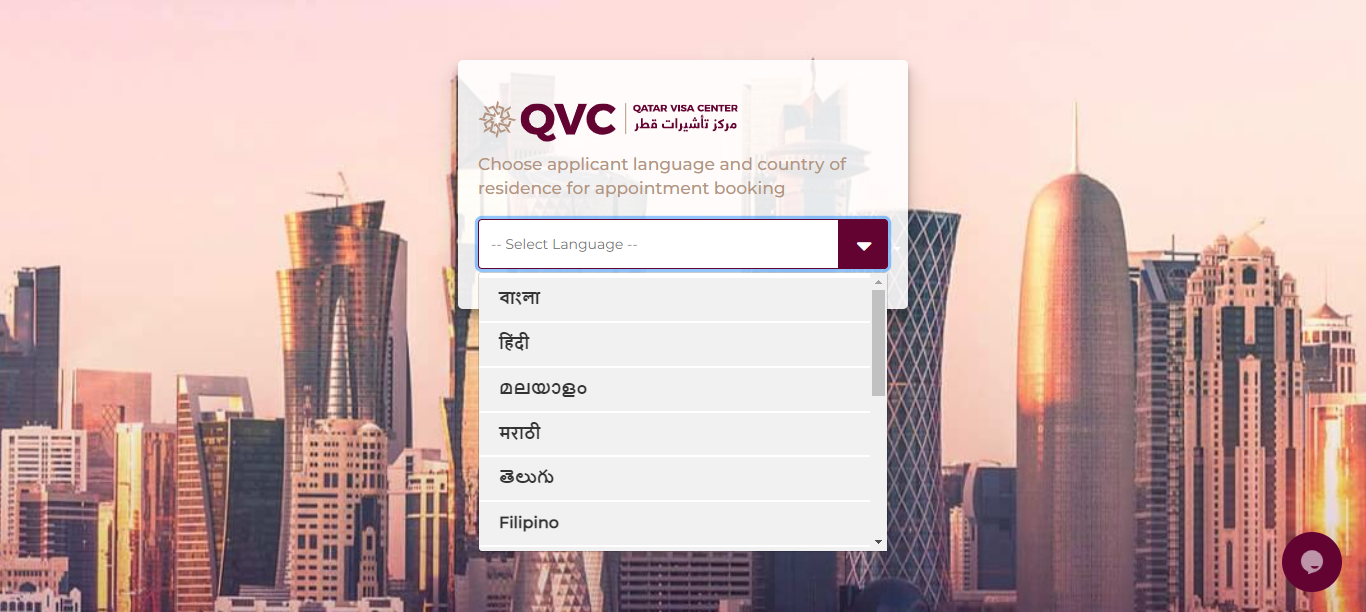 QVC
QATAR VISA CENTER
مركز تأشيرات قطر
Choose applicant language and country of
residence for appointment booking
-- Select Language --
বাংলা
हिंदी
മലയാളം
मराठी
తెలుగు
Filipino